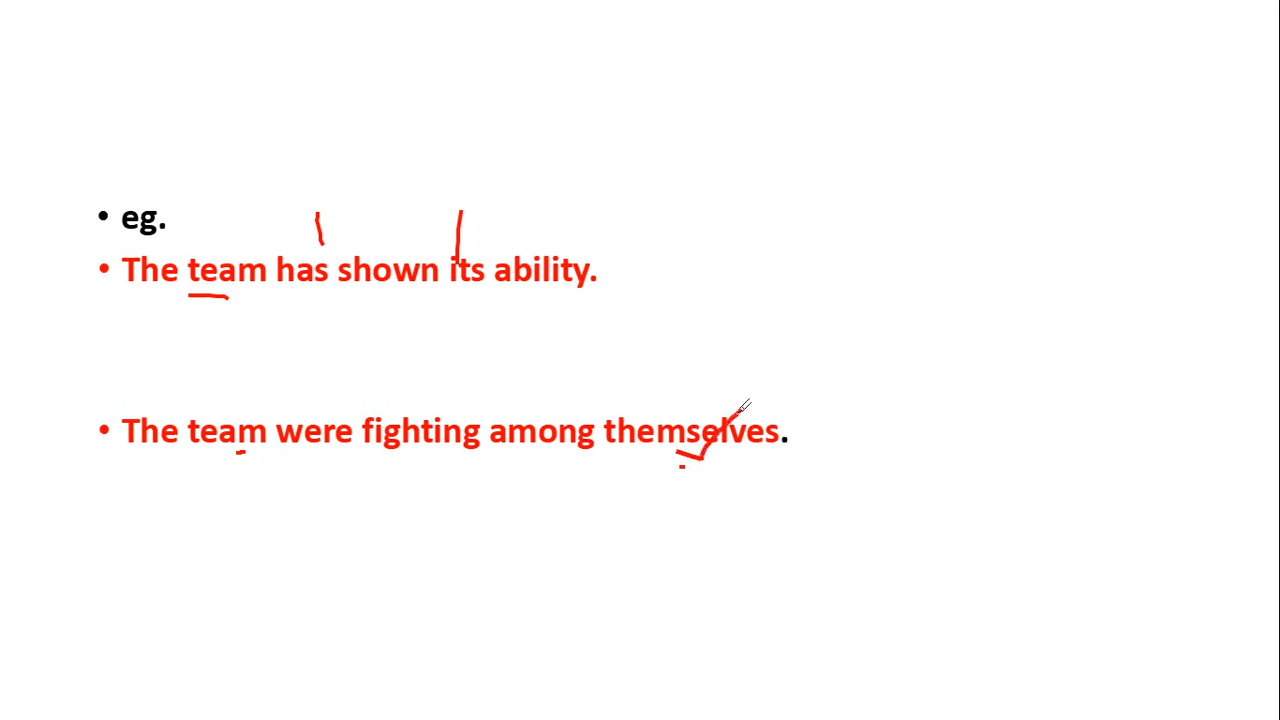 • eg.
• The team has shown its ability.
• The team were fighting among themselves.